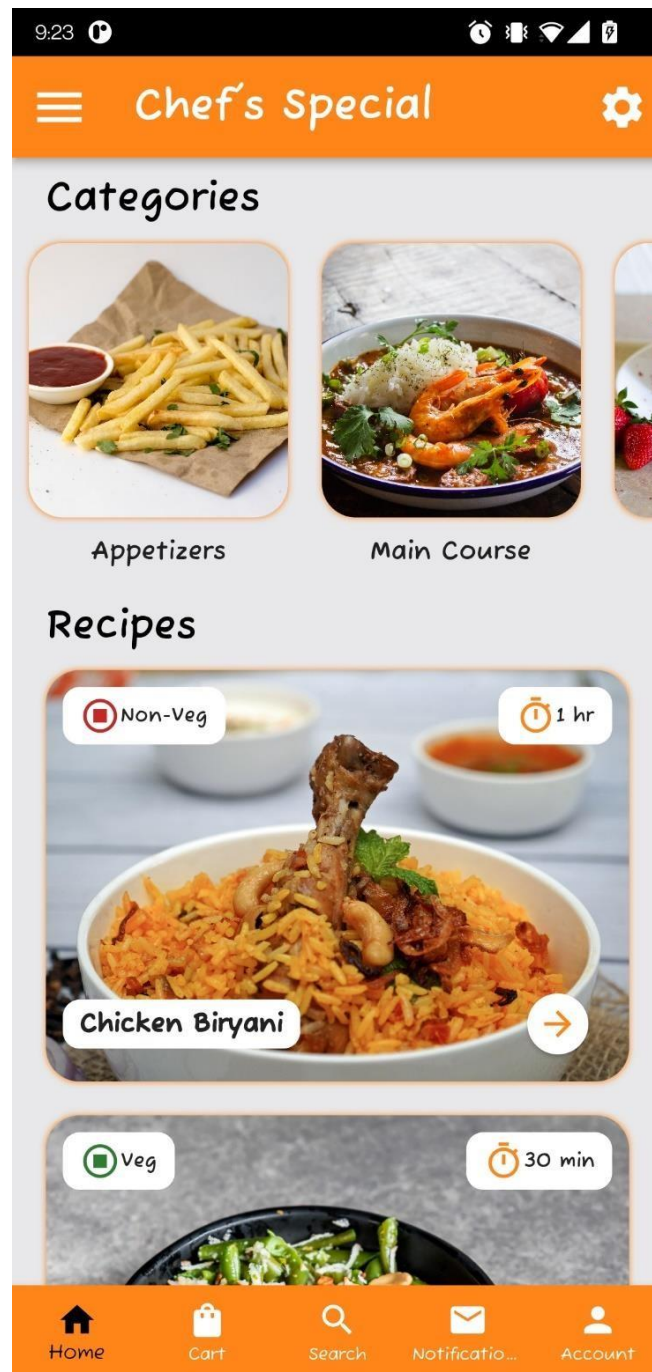 9:23
Chef's Special
Categories
Appetizers
Main Course
Recipes
Non-Veg
1 hr
Chicken Biryani
Veg
30 min
Home
Cart
Search
Notificatio...
Account